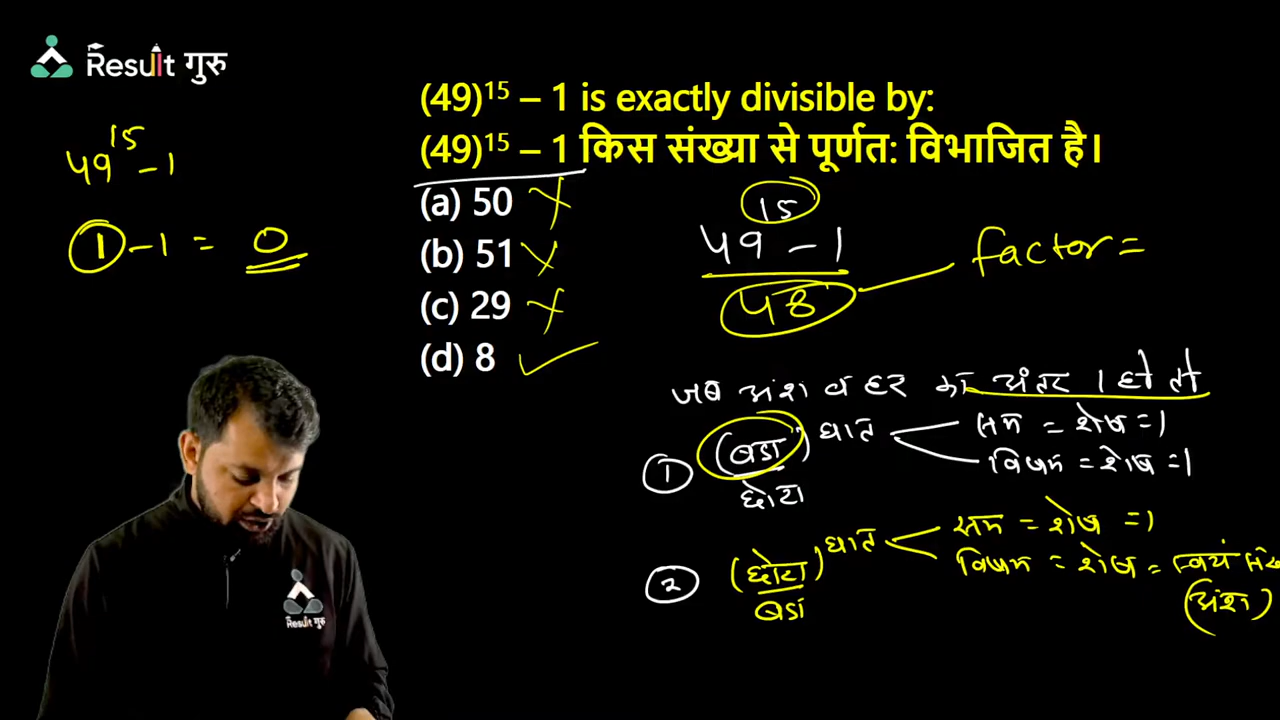 Result गुरु
(49)¹⁵ – 1 is exactly divisible by:
(49)¹⁵ – 1 किस संख्या से पूर्णत: विभाजित है।
(a) 50
(b) 51
(c) 29
(d) 8
49¹⁵ – 1
1 – 1 = 0
49¹⁵ – 1
48
factor =
जब अंश व हर का अंतर 1 हो तो
1 (बड़ा/छोटा)घात
सम = शेष = 1
विषम = शेष = 1
2 (छोटा/बड़ा)घात
सम = शेष = 1
विषम = शेष = स्वयं
(अंश)
Result गुरु